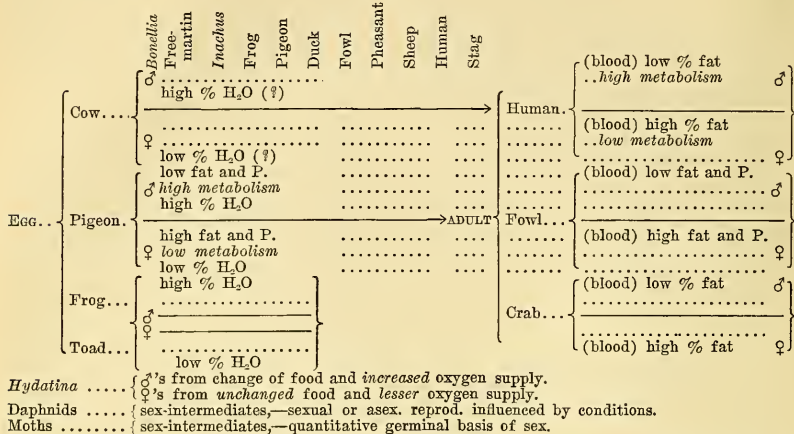 Bonellia
Free-martin
Inachus
Frog
Pigeon
Duck
Fowl
Pheasant
Sheep
Human
Stag
EGG..
Cow....
♂
high % H₂O (?)
♀
low % H₂O (?)
Pigeon.
low fat and P.
♂ high metabolism
high % H₂O
high fat and P.
♀ low metabolism
low % H₂O
Frog...
high % H₂O
♂
♀
Toad...
low % H₂O
ADULT
Human.
(blood) low % fat
..high metabolism ♂
(blood) high % fat
..low metabolism
♀
Fowl...
(blood) low fat and P.
♂
(blood) high fat and P.
♀
Crab...
(blood) low % fat ♂
(blood) high % fat ♀
Hydatina ..... { ♂'s from change of food and increased oxygen supply.
♀'s from unchanged food and lesser oxygen supply.
Daphnids ..... { sex-intermediates,—sexual or asex. reprod. influenced by conditions.
Moths ........ { sex-intermediates,—quantitative germinal basis of sex.